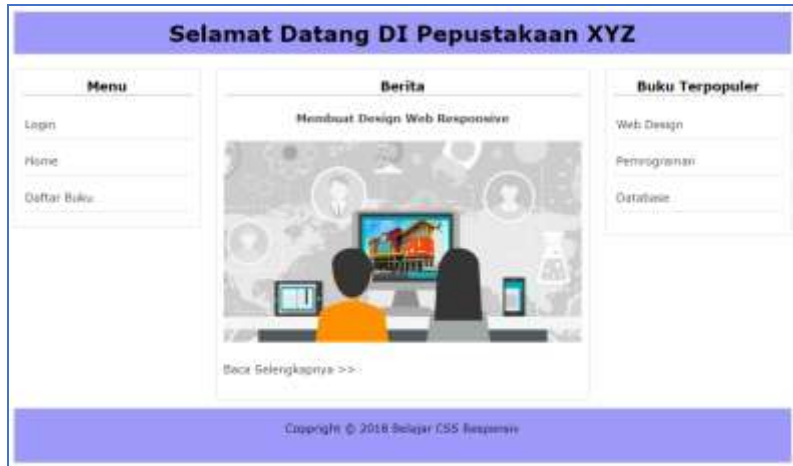 Selamat Datang DI Pepustakaan XYZ
Menu
Login
Home
Daftar Buku
Berita
Membuat Design Web Responsive
Baca Selengkapnya >>
Buku Terpopuler
Web Design
Pemrograman
Database
Copyright © 2018 Belajar CSS Responsiv